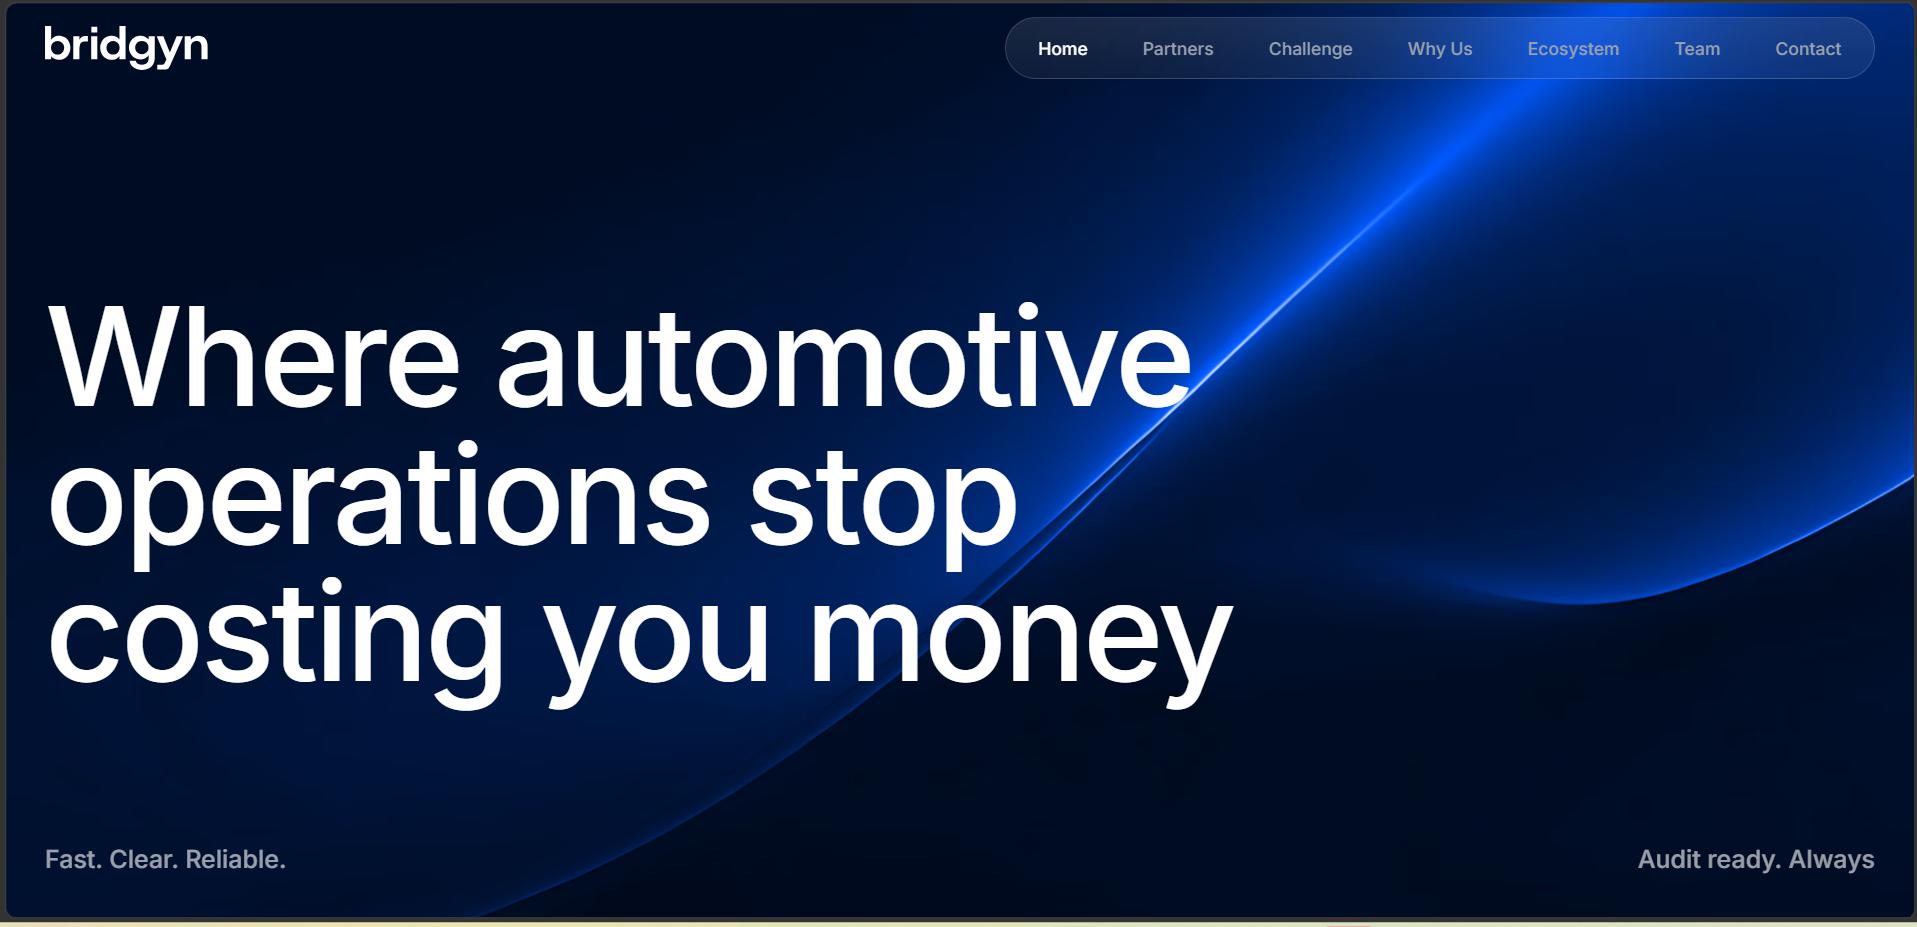 bridgyn
Home Partners Challenge Why Us Ecosystem Team Contact
Where automotive
operations stop
costing you money
Fast. Clear. Reliable.
Audit ready. Always